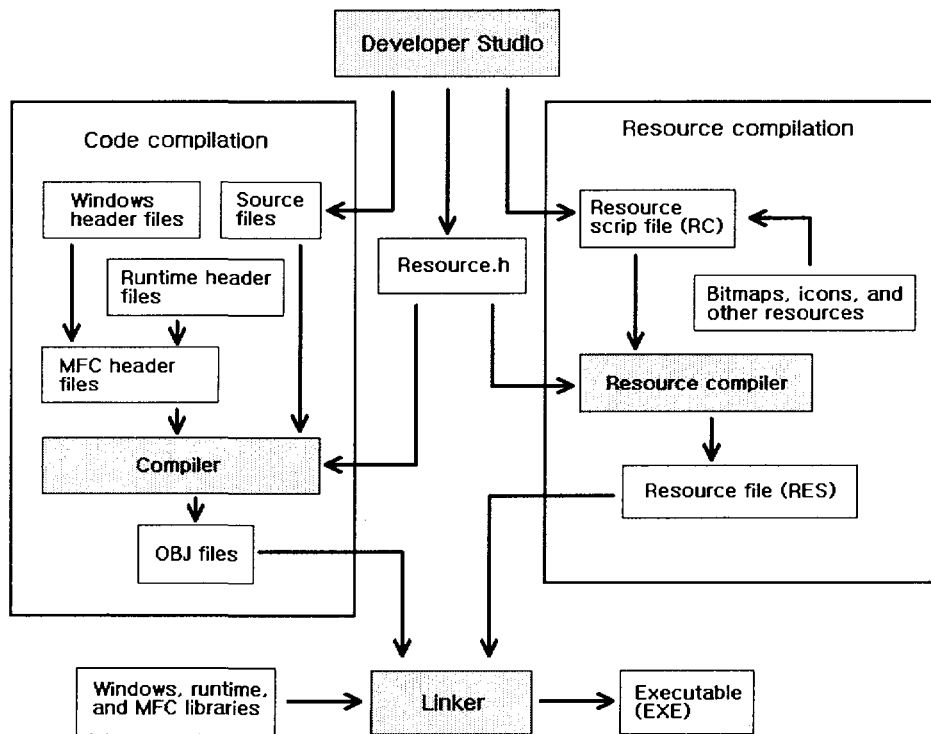 Developer Studio
Code compilation
Windows
header files
Source
files
Runtime header
files
MFC header
files
Compiler
OBJ files
Resource.h
Resource compilation
Resource
scrip file (RC)
Bitmaps, icons, and
other resources
Resource compiler
Resource file (RES)
Windows, runtime,
and MFC libraries
Linker
Executable
(EXE)